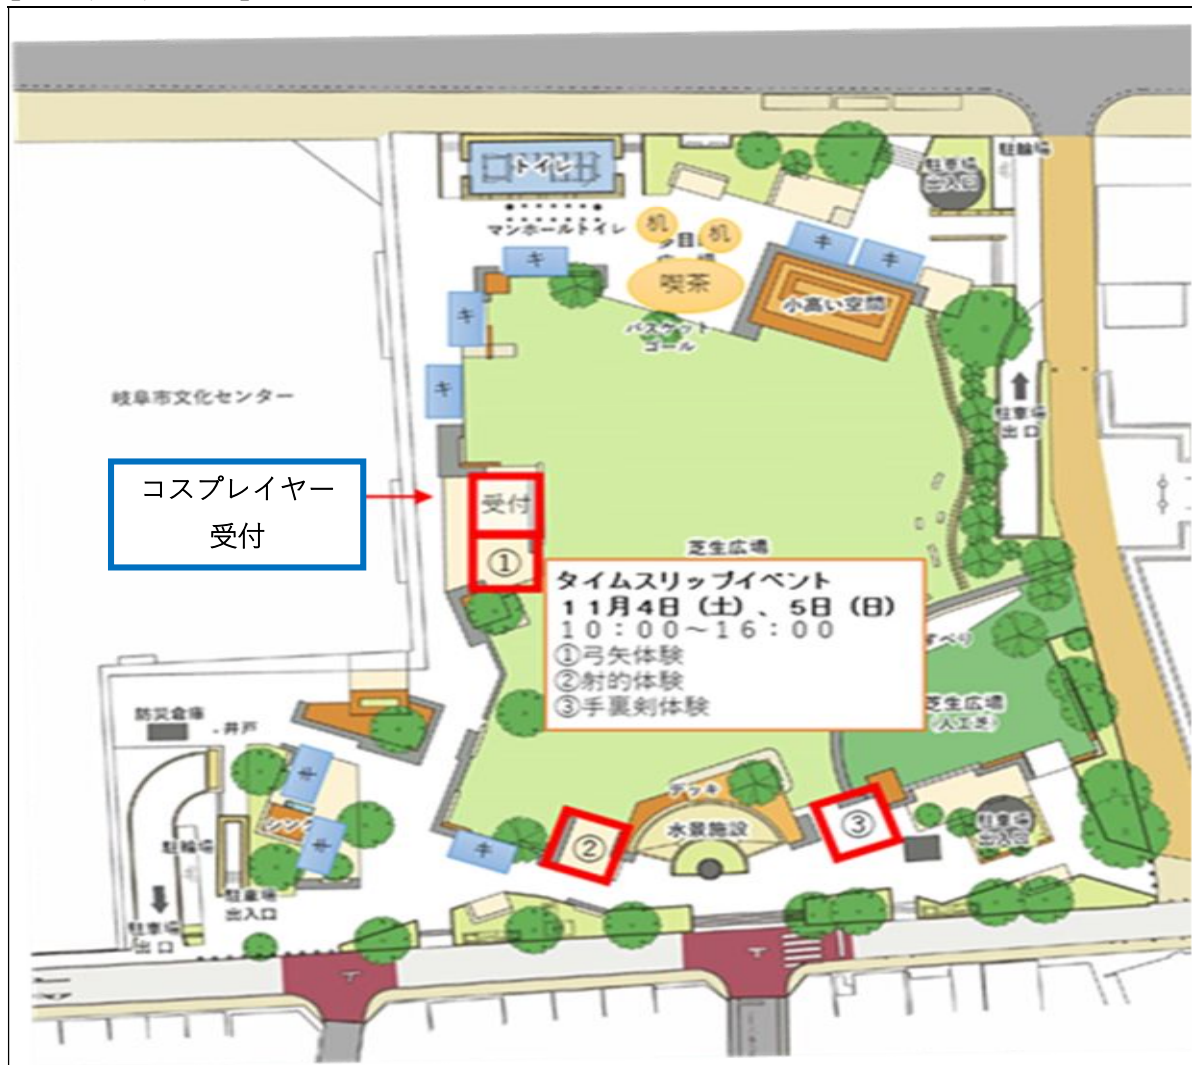 トイレ
マンホールトイレ
机
机
喫茶
キ
キ
キ
キ
キ
小高い空間
バスケット
ゴール
駐車場
出入口
駐輪場
駐車場
出口
岐阜市文化センター
コスプレイヤー
受付
受付
①
芝生広場
タイムスリップイベント
11月4日(土)、5日(日)
10:00~16:00
①弓矢体験
②射的体験
③手裏剣体験
芝生広場
(人工芝)
防災倉庫
井戸
キ
キ
キ
デッキ
水景施設
②
③
駐車場
出入口
駐輪場
駐車場
出入口
駐車場
出口